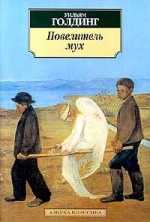 Уильям
ГОЛДИНГ
Повелитель
мух
АЗБУКА-КЛАССИКА